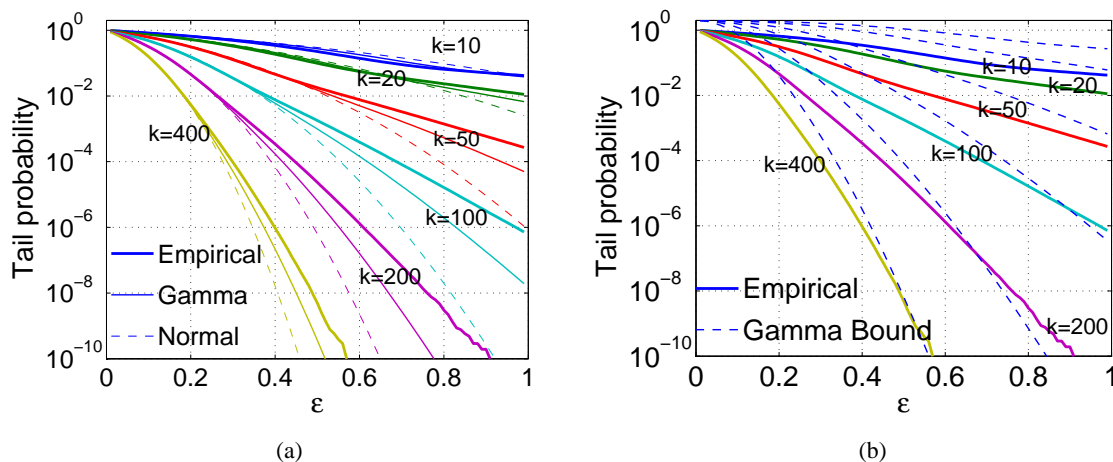 10^0
10^-2
10^-4
10^-6
10^-8
10^-10
Tail probability
k=10
k=20
k=50
k=400
k=100
k=200
Empirical
Gamma
Normal
0 0.2 0.4 0.6 0.8 1
ε
(a)
10^0
10^-2
10^-4
10^-6
10^-8
10^-10
Tail probability
k=10
k=20
k=50
k=100
k=400
Empirical
Gamma Bound
k=200
0 0.2 0.4 0.6 0.8 1
ε
(b)